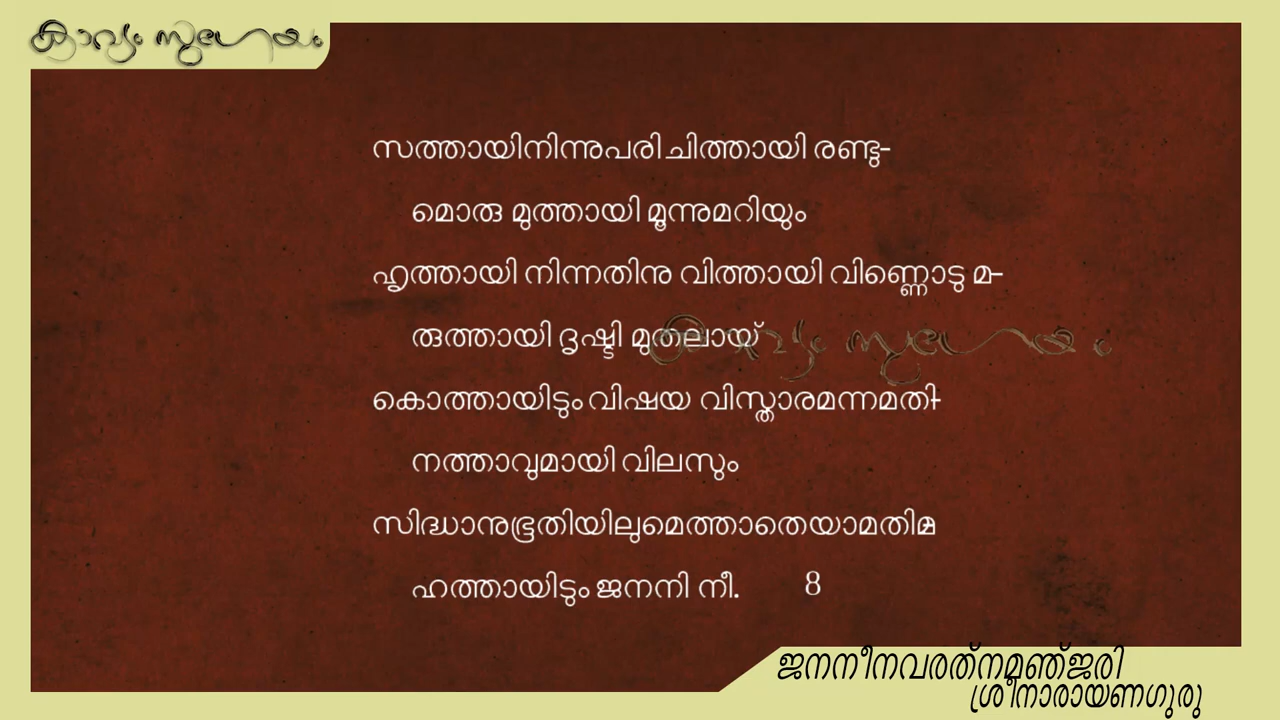 കാവ്യം സുഗേയം
സത്തായിനിന്നുപരി ചിത്തായി രണ്ടു-
മൊരു മുത്തായി മൂന്നുമറിയും
ഹൃത്തായി നിന്നതിനു വിത്തായി വിണ്ണൊടു മ-
രുത്തായി ദൃഷ്ടി മുതലായ്
കാവ്യം സുഗേയം
കൊത്തായിടും വിഷയ വിസ്താരമന്നമതി-
നത്താവുമായി വിലസും
സിദ്ധാനുഭൂതിയിലുമെത്താതെയാമതിമ-
ഹത്തായിടും ജനനി നീ. 8
ജനനീനവരത്നമഞ്ജരി
ശ്രീനാരായണഗുരു